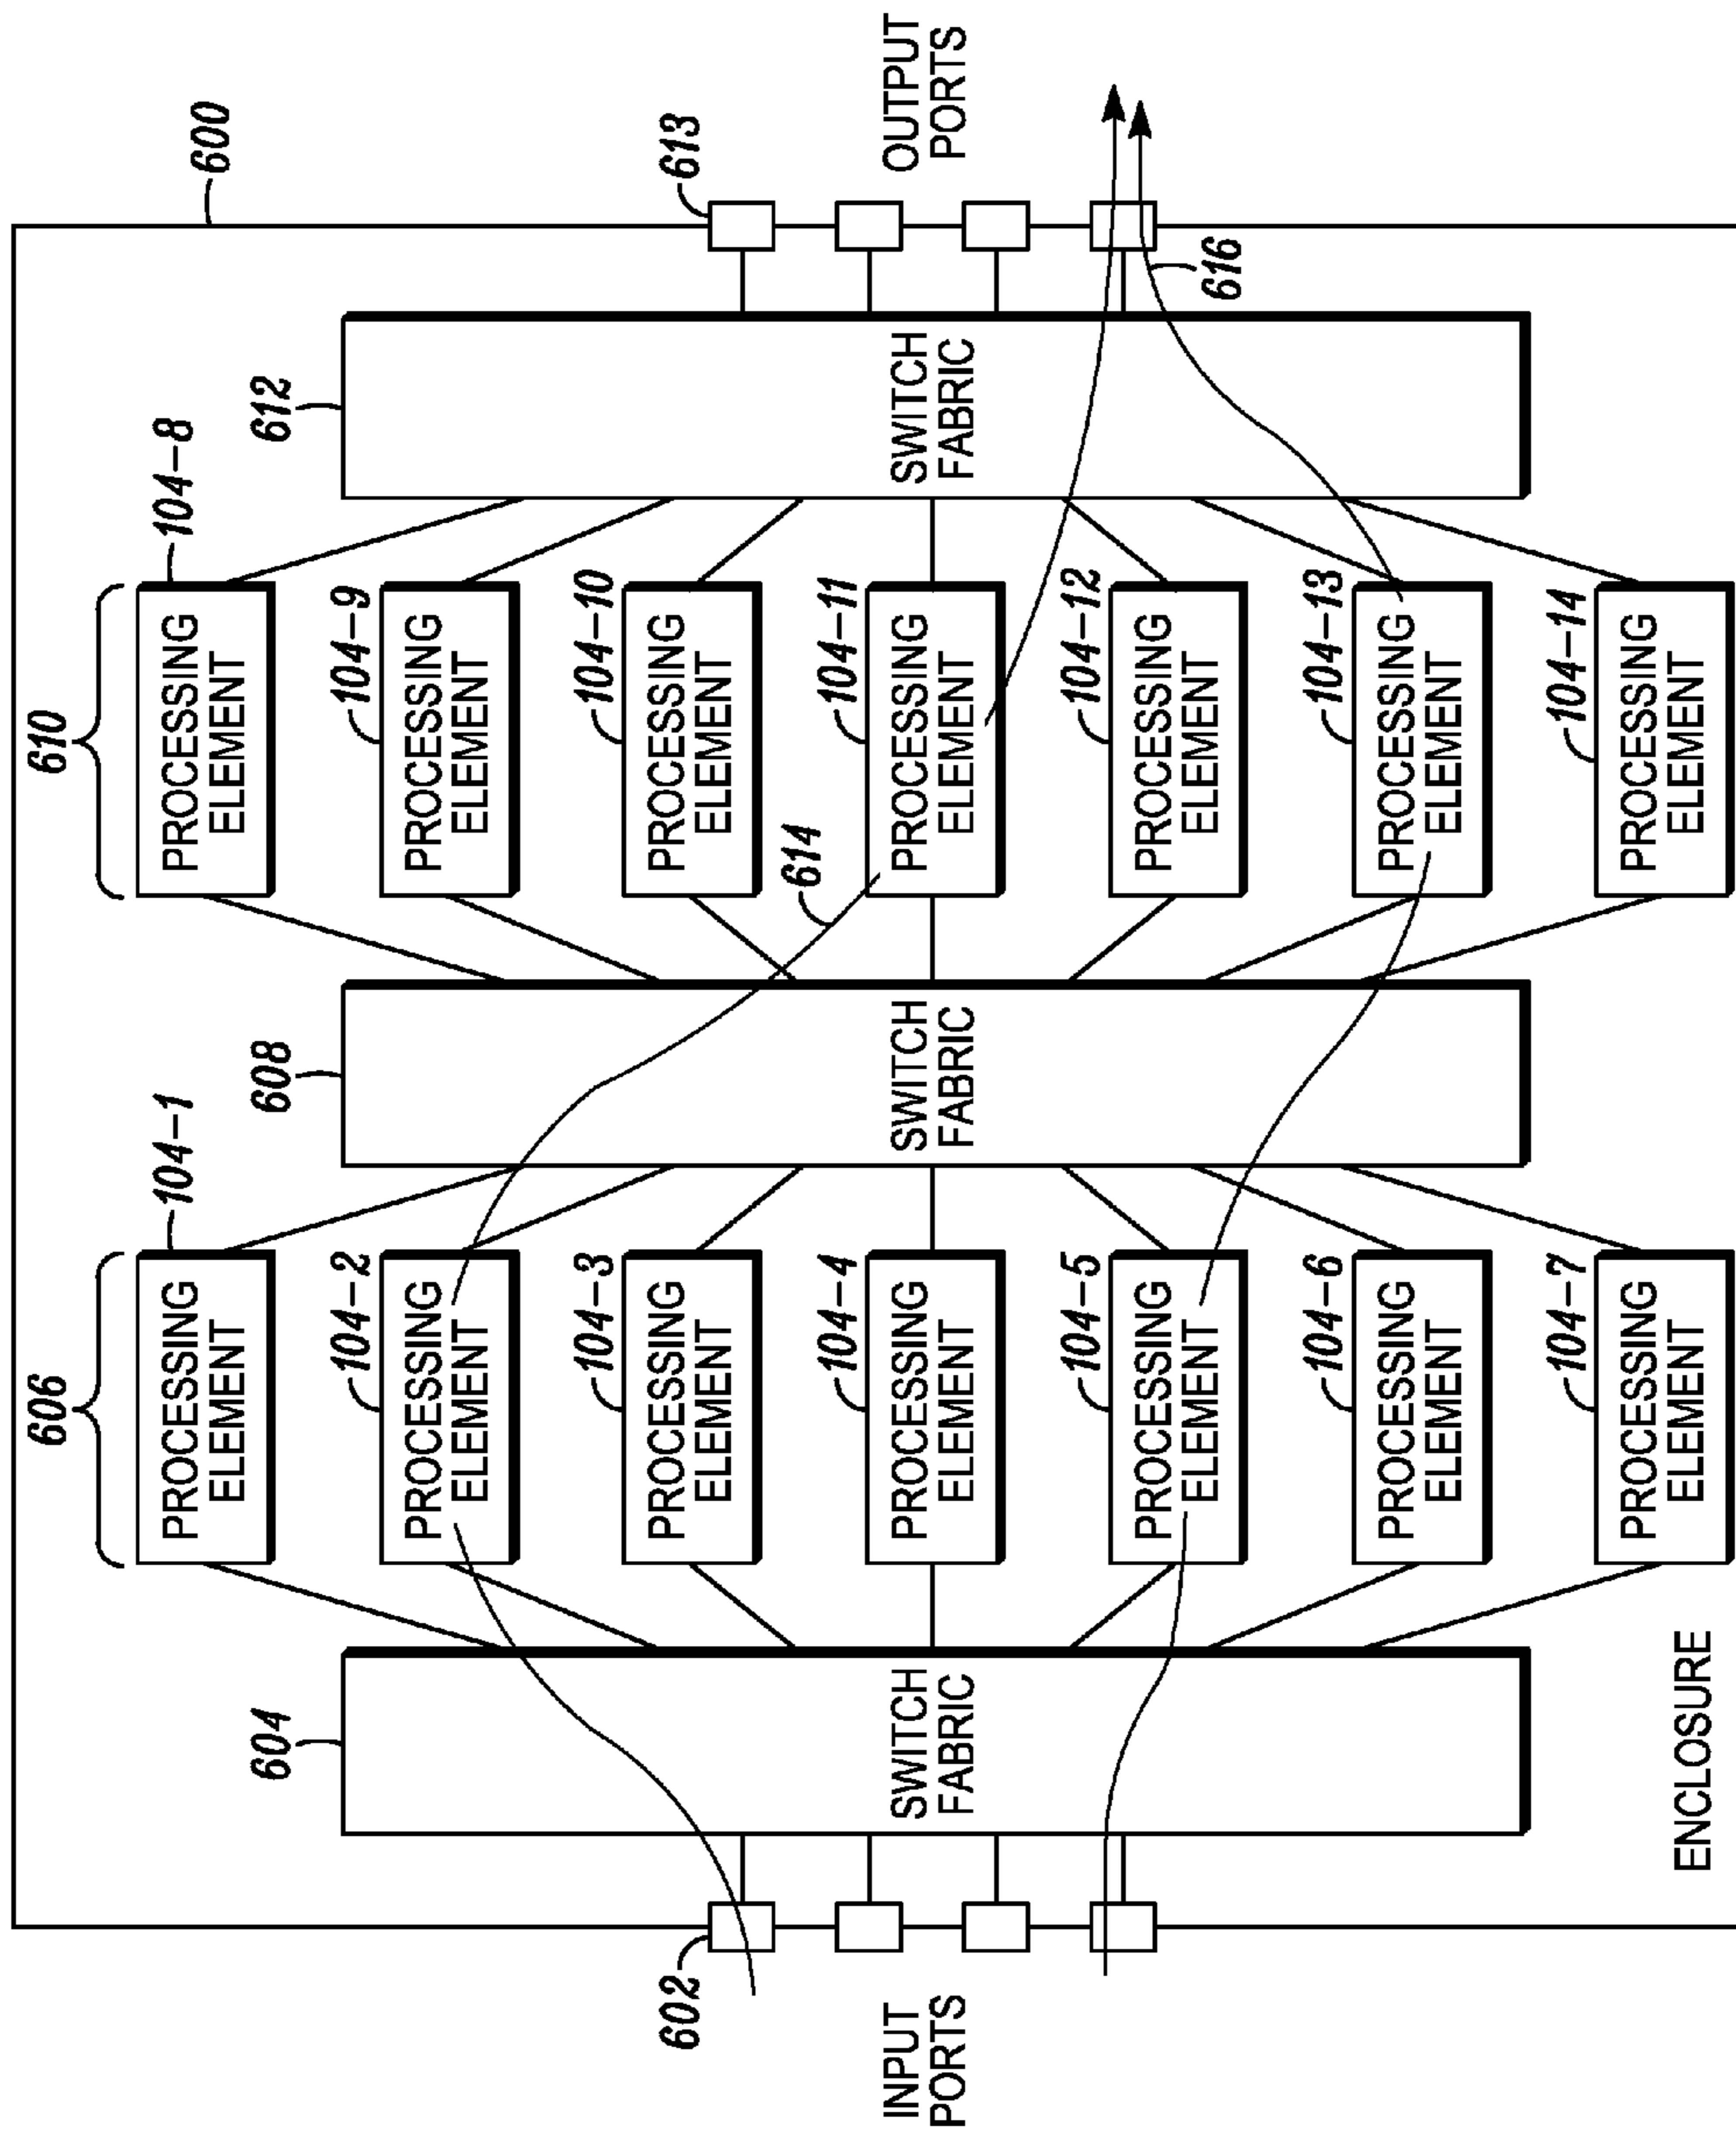 600
606
610
104-1
104-8
604
608
612
PROCESSING
ELEMENT
PROCESSING
ELEMENT
104-2
104-9
PROCESSING
ELEMENT
PROCESSING
ELEMENT
104-3
104-10
PROCESSING
ELEMENT
PROCESSING
ELEMENT
602
613
614
104-4
104-11
INPUT
PORTS
SWITCH
FABRIC
PROCESSING
ELEMENT
SWITCH
FABRIC
PROCESSING
ELEMENT
SWITCH
FABRIC
OUTPUT
PORTS
104-5
104-12
PROCESSING
ELEMENT
PROCESSING
ELEMENT
616
104-6
104-13
PROCESSING
ELEMENT
PROCESSING
ELEMENT
104-7
104-14
PROCESSING
ELEMENT
PROCESSING
ELEMENT
ENCLOSURE